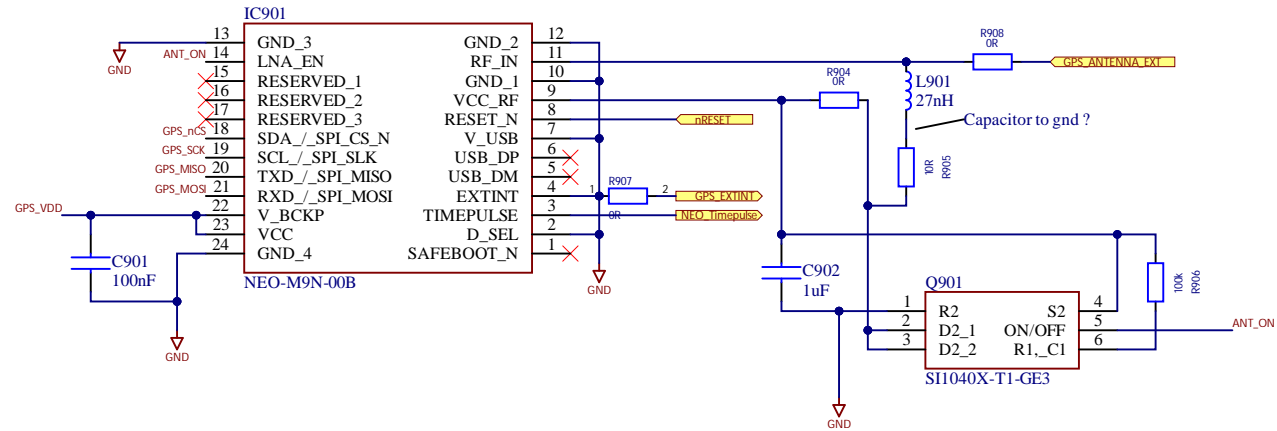 IC901
13 GND_3 GND_2 12
ANT_ON 14 LNA_EN RF_IN 11
15 RESERVED_1 GND_1 10
16 RESERVED_2 VCC_RF 9
17 RESERVED_3 RESET_N 8 nRESET
GPS_nCS 18 SDA_/_SPI_CS_N V_USB 7
GPS_SCK 19 SCL_/_SPI_SLK USB_DP 6
GPS_MISO 20 TXD_/_SPI_MISO USB_DM 5
GPS_MOSI 21 RXD_/_SPI_MOSI EXTINT 4
GPS_VDD 22 V_BCKP TIMEPULSE 3 NEO_Timepulse
23 VCC D_SEL 2
24 GND_4 SAFEBOOT_N 1
NEO-M9N-00B
GND
C901
100nF
GND
GND
1 R907 2 GPS_EXTINT
0R
R908
0R
GPS_ANTENNA_EXT
R904
0R
L901
27nH
Capacitor to gnd ?
10R
R905
C902
1uF
100k
R906
Q901
1 R2 S2 4
2 D2_1 ON/OFF 5 ANT_ON
3 D2_2 R1,_C1 6
SI1040X-T1-GE3
GND